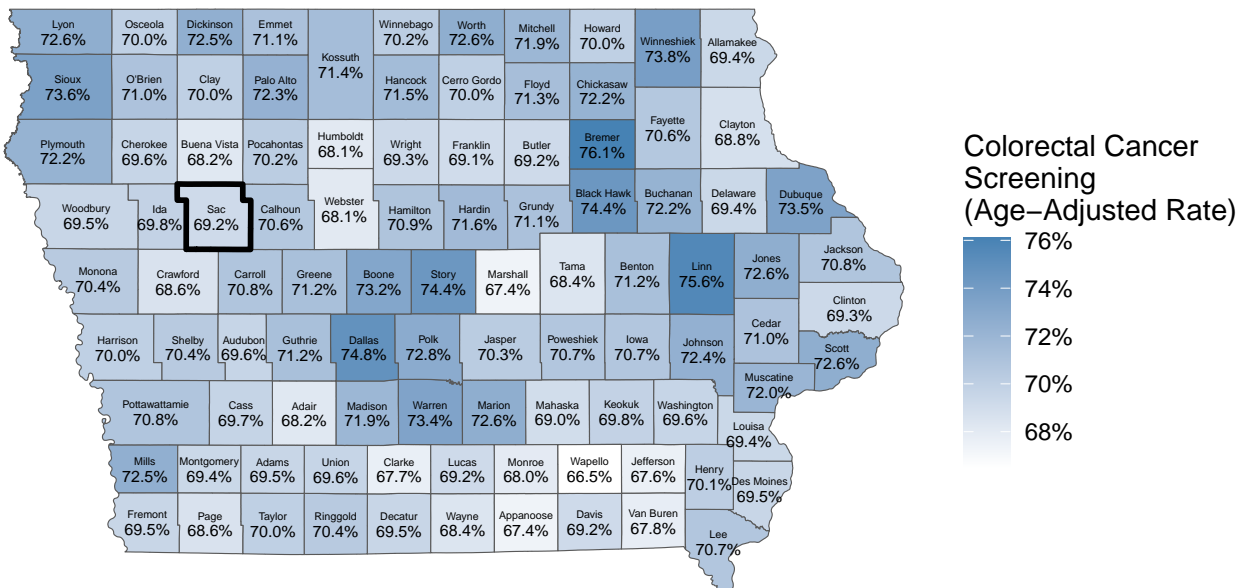 Lyon
72.6%
Osceola
70.0%
Dickinson
72.5%
Emmet
71.1%
Kossuth
71.4%
Winnebago
70.2%
Worth
72.6%
Mitchell
71.9%
Howard
70.0%
Winneshiek
73.8%
Allamakee
69.4%
Sioux
73.6%
O'Brien
71.0%
Clay
70.0%
Palo Alto
72.3%
Hancock
71.5%
Cerro Gordo
70.0%
Floyd
71.3%
Chickasaw
72.2%
Fayette
70.6%
Clayton
68.8%
Plymouth
72.2%
Cherokee
69.6%
Buena Vista
68.2%
Pocahontas
70.2%
Humboldt
68.1%
Wright
69.3%
Franklin
69.1%
Butler
69.2%
Bremer
76.1%
Woodbury
69.5%
Ida
69.8%
Sac
69.2%
Calhoun
70.6%
Webster
68.1%
Hamilton
70.9%
Hardin
71.6%
Grundy
71.1%
Black Hawk
74.4%
Buchanan
72.2%
Delaware
69.4%
Dubuque
73.5%
Monona
70.4%
Crawford
68.6%
Carroll
70.8%
Greene
71.2%
Boone
73.2%
Story
74.4%
Marshall
67.4%
Tama
68.4%
Benton
71.2%
Linn
75.6%
Jones
72.6%
Jackson
70.8%
Clinton
69.3%
Harrison
70.0%
Shelby
70.4%
Audubon
69.6%
Guthrie
71.2%
Dallas
74.8%
Polk
72.8%
Jasper
70.3%
Poweshiek
70.7%
Iowa
70.7%
Johnson
72.4%
Cedar
71.0%
Scott
72.6%
Muscatine
72.0%
Pottawattamie
70.8%
Cass
69.7%
Adair
68.2%
Madison
71.9%
Warren
73.4%
Marion
72.6%
Mahaska
69.0%
Keokuk
69.8%
Washington
69.6%
Louisa
69.4%
Mills
72.5%
Montgomery
69.4%
Adams
69.5%
Union
69.6%
Clarke
67.7%
Lucas
69.2%
Monroe
68.0%
Wapello
66.5%
Jefferson
67.6%
Henry
70.1%
Des Moines
69.5%
Fremont
69.5%
Page
68.6%
Taylor
70.0%
Ringgold
70.4%
Decatur
69.5%
Wayne
68.4%
Appanoose
67.4%
Davis
69.2%
Van Buren
67.8%
Lee
70.7%
Colorectal Cancer
Screening
(Age−Adjusted Rate)
76%
74%
72%
70%
68%